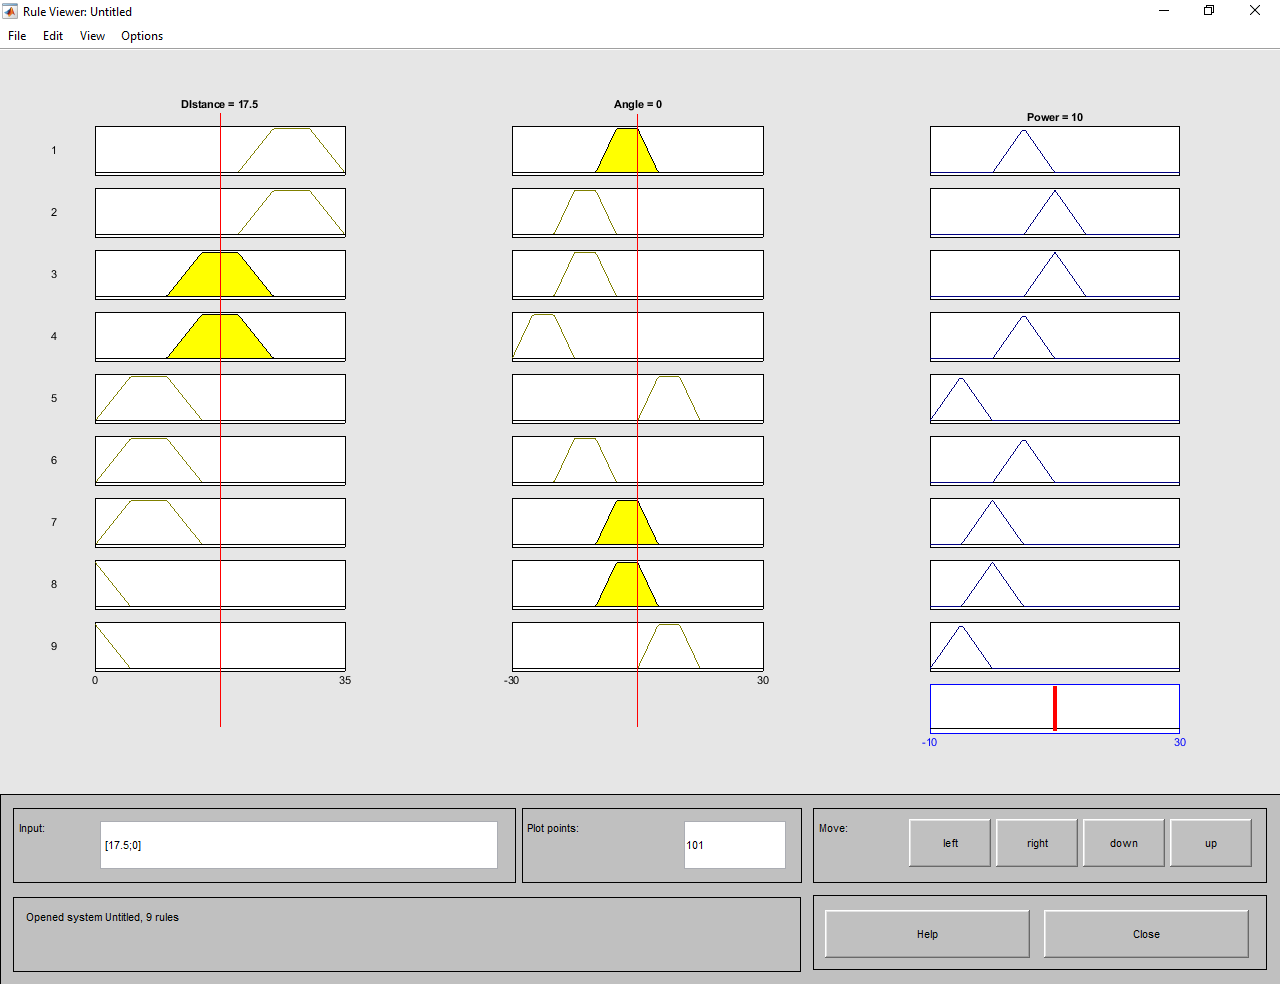 Rule Viewer: Untitled
File Edit View Options
DIstance = 17.5 Angle = 0 Power = 10
1
2
3
4
5
6
7
8
9
0 35 -30 30
-10 30
Input: [17.5;0] Plot points: 101 Move: left right down up
Opened system Untitled, 9 rules
Help Close